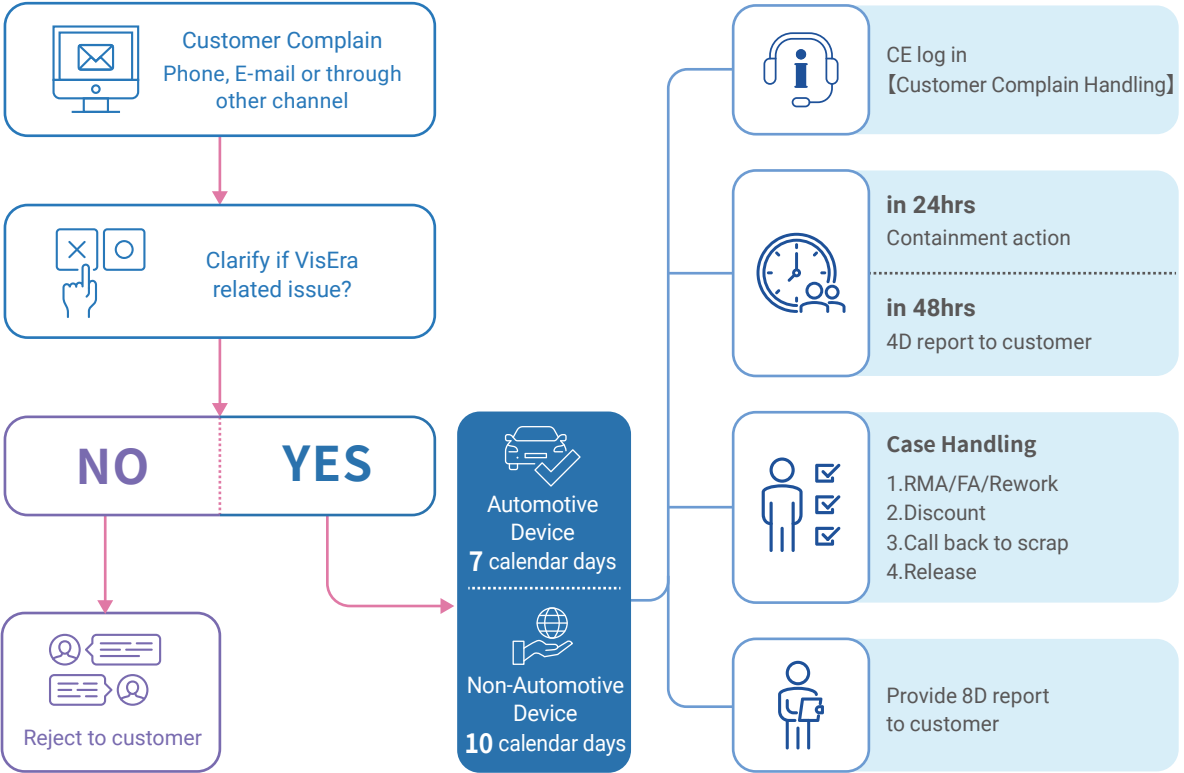 Customer Complain
Phone, E-mail or through
other channel
Clarify if VisEra
related issue?
NO
YES
Reject to customer
Automotive
Device
7 calendar days
Non-Automotive
Device
10 calendar days
CE log in
【Customer Complain Handling】
in 24hrs
Containment action
in 48hrs
4D report to customer
Case Handling
1.RMA/FA/Rework
2.Discount
3.Call back to scrap
4.Release
Provide 8D report
to customer